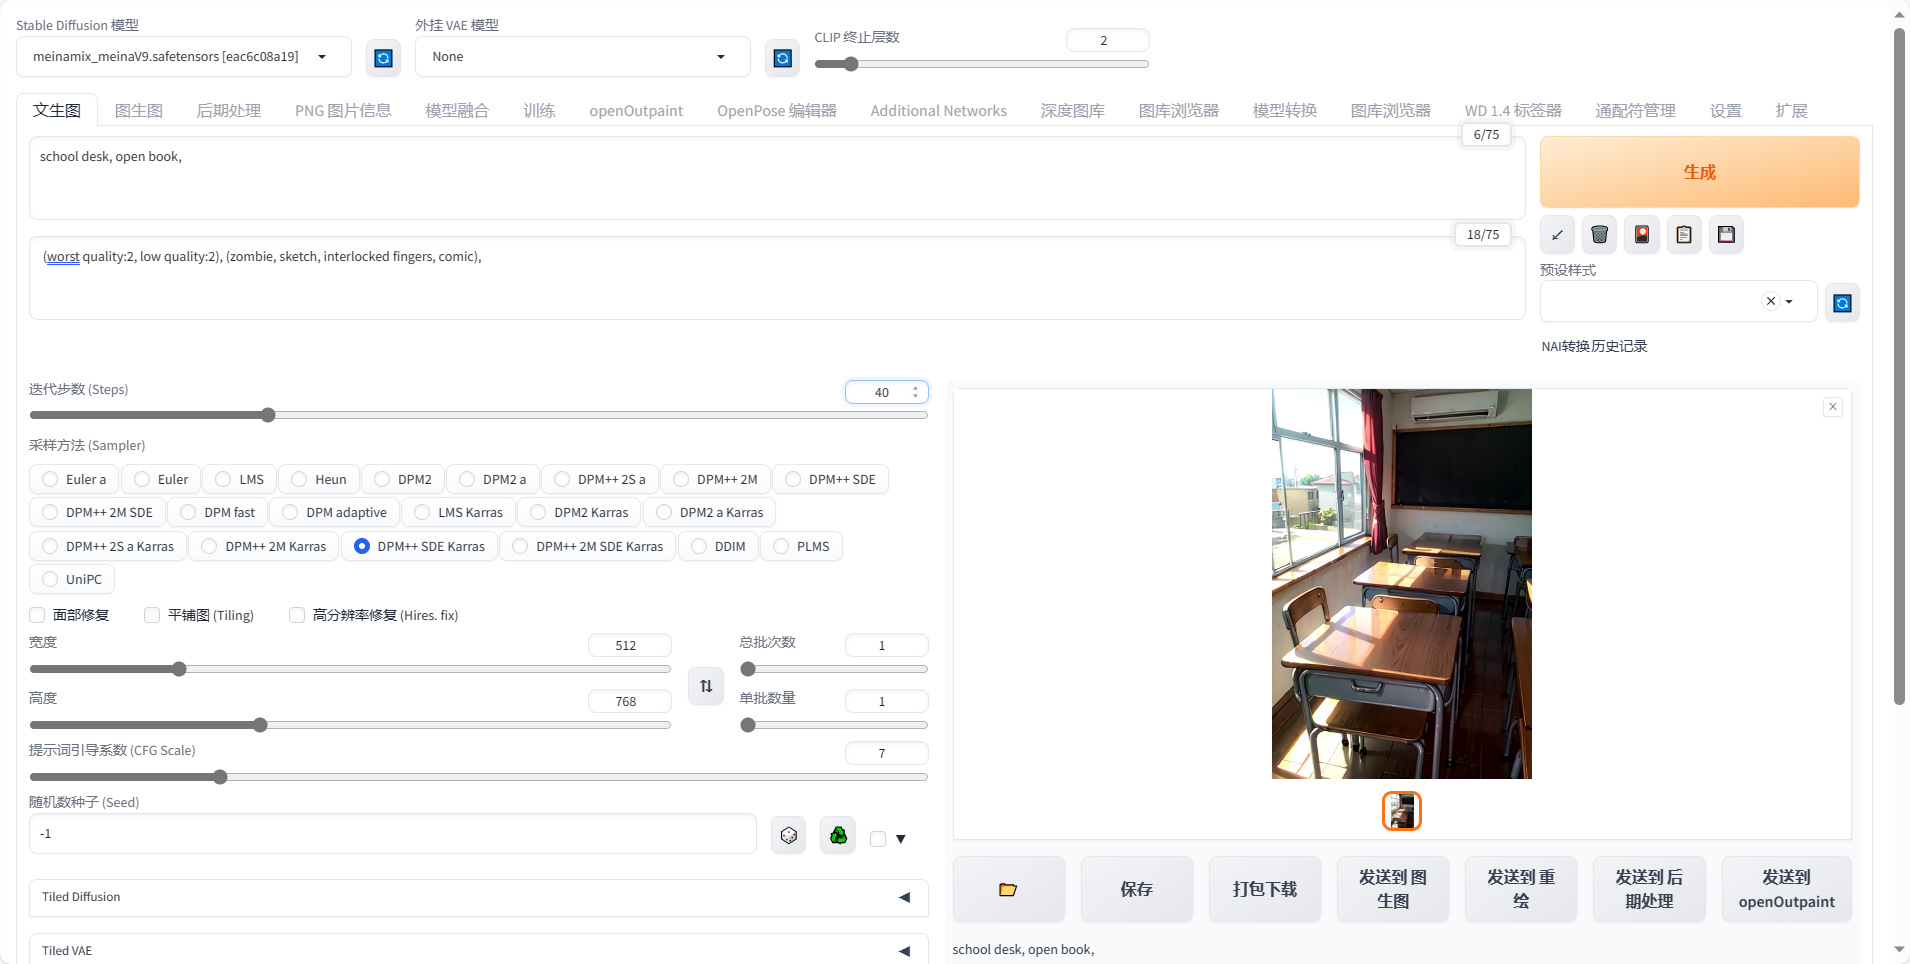 Stable Diffusion 模型
外挂 VAE 模型
CLIP 终止层数
2
meinamix_meinaV9.safetensors [eac6c08a19]
None
文生图 图生图 后期处理 PNG 图片信息 模型融合 训练 openOutpaint OpenPose 编辑器 Additional Networks 深度图库 图库浏览器 模型转换 图库浏览器 WD 1.4 标签器 通配符管理 设置 扩展
6/75
school desk, open book,
生成
18/75
(worst quality:2, low quality:2), (zombie, sketch, interlocked fingers, comic),
预设样式
NAI转换历史记录
迭代步数 (Steps)
40
采样方法 (Sampler)
Euler a Euler LMS Heun DPM2 DPM2 a DPM++ 2S a DPM++ 2M DPM++ SDE
DPM++ 2M SDE DPM fast DPM adaptive LMS Karras DPM2 Karras DPM2 a Karras
DPM++ 2S a Karras DPM++ 2M Karras DPM++ SDE Karras DPM++ 2M SDE Karras DDIM PLMS
UniPC
面部修复 平铺图 (Tiling) 高分辨率修复 (Hires. fix)
宽度
512
总批次数
1
高度
768
单批数量
1
提示词引导系数 (CFG Scale)
7
随机数种子 (Seed)
-1
Tiled Diffusion
Tiled VAE
保存
打包下载
发送到 图
生图
发送到 重
绘
发送到 后
期处理
发送到
openOutpaint
school desk, open book,